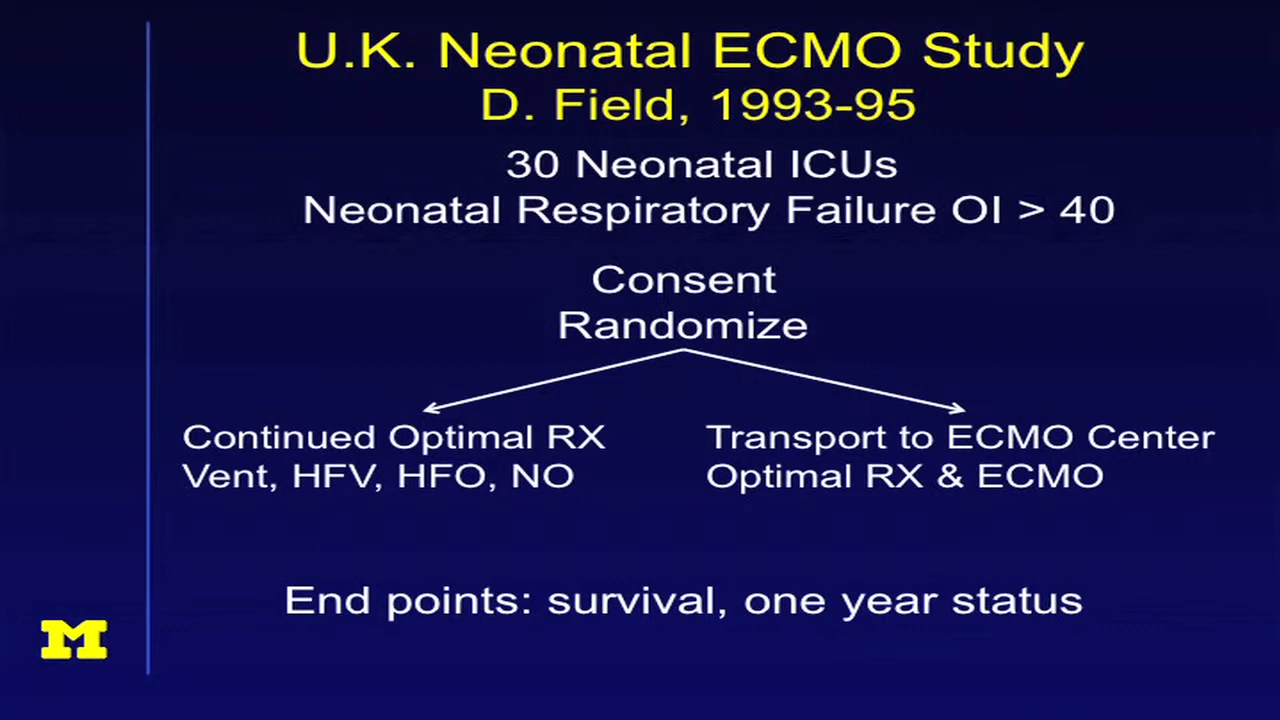 U.K. Neonatal ECMO Study
D. Field, 1993-95
30 Neonatal ICUs
Neonatal Respiratory Failure OI > 40
Consent
Randomize
Continued Optimal RX
Vent, HFV, HFO, NO
Transport to ECMO Center
Optimal RX & ECMO
End points: survival, one year status
M